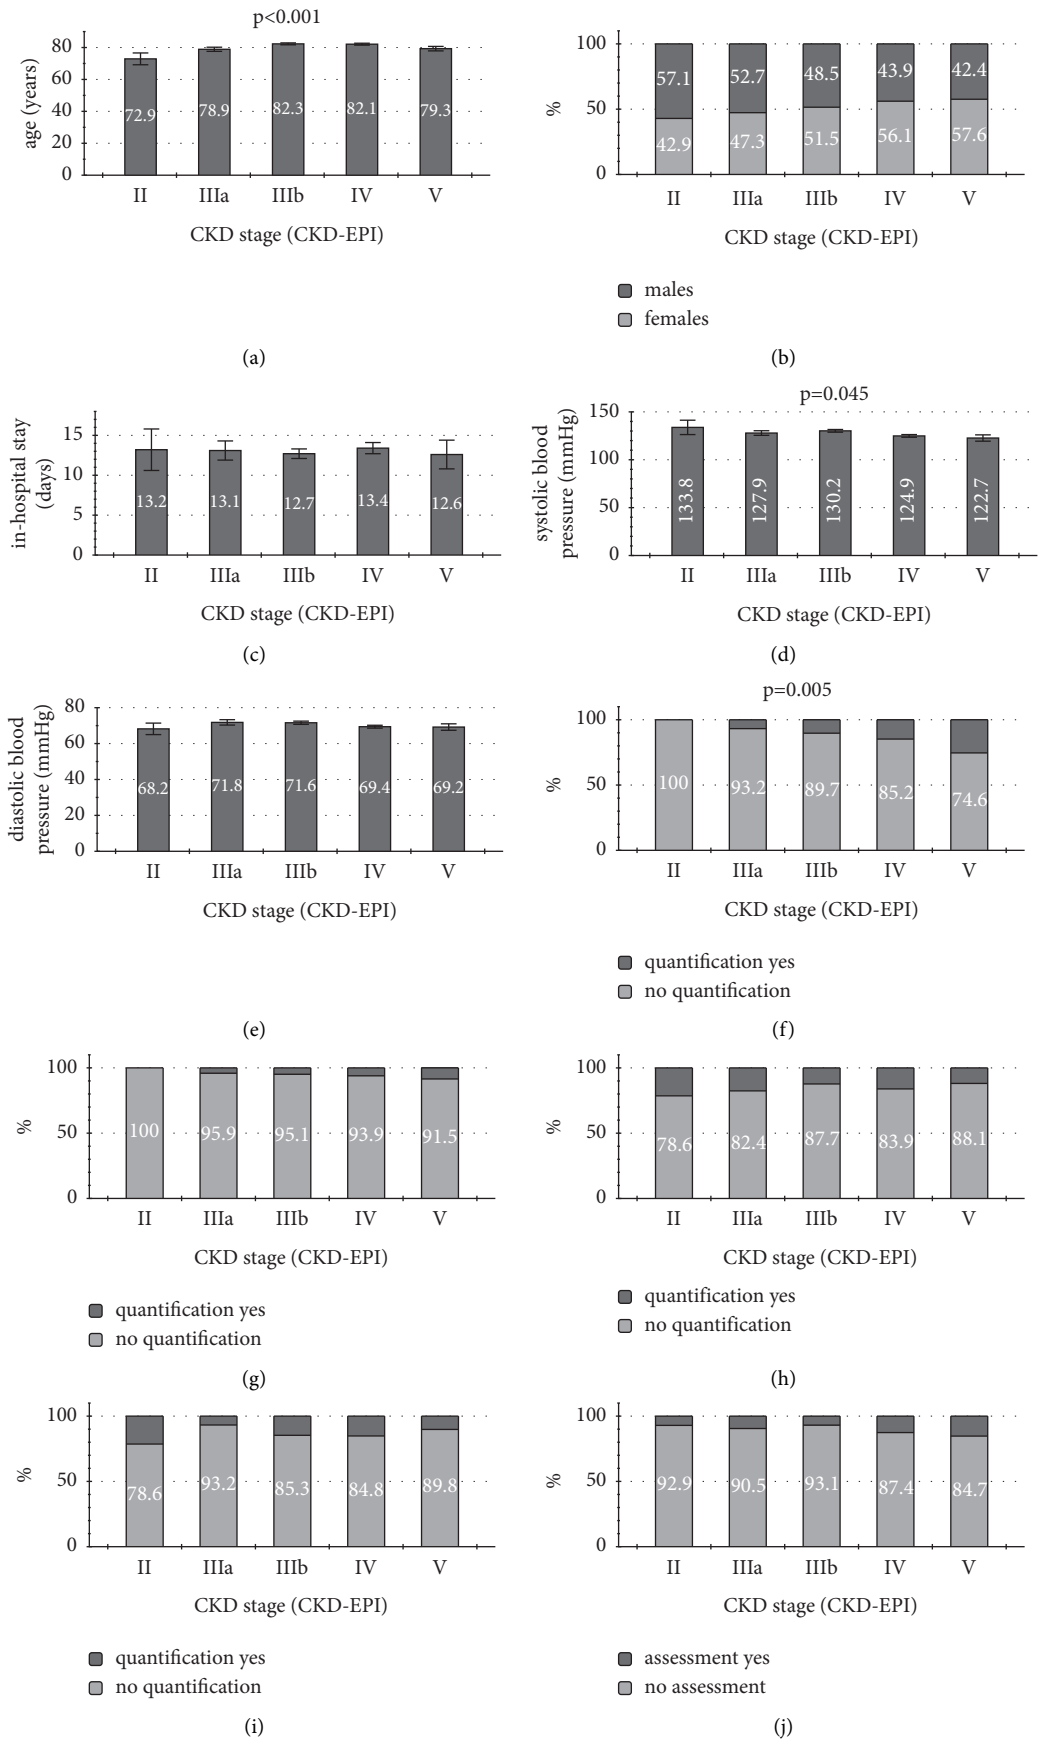 p<0.001
age (years)
80
60
40
20
0
72.9 78.9 82.3 82.1 79.3
II IIIa IIIb IV V
CKD stage (CKD-EPI)
(a)
%
100
50
0
57.1 52.7 48.5 43.9 42.4
42.9 47.3 51.5 56.1 57.6
II IIIa IIIb IV V
CKD stage (CKD-EPI)
males
females
(b)
in-hospital stay
(days)
15
10
5
0
13.2 13.1 12.7 13.4 12.6
II IIIa IIIb IV V
CKD stage (CKD-EPI)
(c)
p=0.045
systolic blood
pressure (mmHg)
150
100
50
0
133.8 127.9 130.2 124.9 122.7
II IIIa IIIb IV V
CKD stage (CKD-EPI)
(d)
diastolic blood
pressure (mmHg)
80
60
40
20
0
68.2 71.8 71.6 69.4 69.2
II IIIa IIIb IV V
CKD stage (CKD-EPI)
(e)
p=0.005
%
100
50
0
100 93.2 89.7 85.2 74.6
II IIIa IIIb IV V
CKD stage (CKD-EPI)
quantification yes
no quantification
(f)
%
100
50
0
100 95.9 95.1 93.9 91.5
II IIIa IIIb IV V
CKD stage (CKD-EPI)
quantification yes
no quantification
(g)
%
100
50
0
78.6 82.4 87.7 83.9 88.1
II IIIa IIIb IV V
CKD stage (CKD-EPI)
quantification yes
no quantification
(h)
%
100
50
0
78.6 93.2 85.3 84.8 89.8
II IIIa IIIb IV V
CKD stage (CKD-EPI)
quantification yes
no quantification
(i)
%
100
50
0
92.9 90.5 93.1 87.4 84.7
II IIIa IIIb IV V
CKD stage (CKD-EPI)
assessment yes
no assessment
(j)